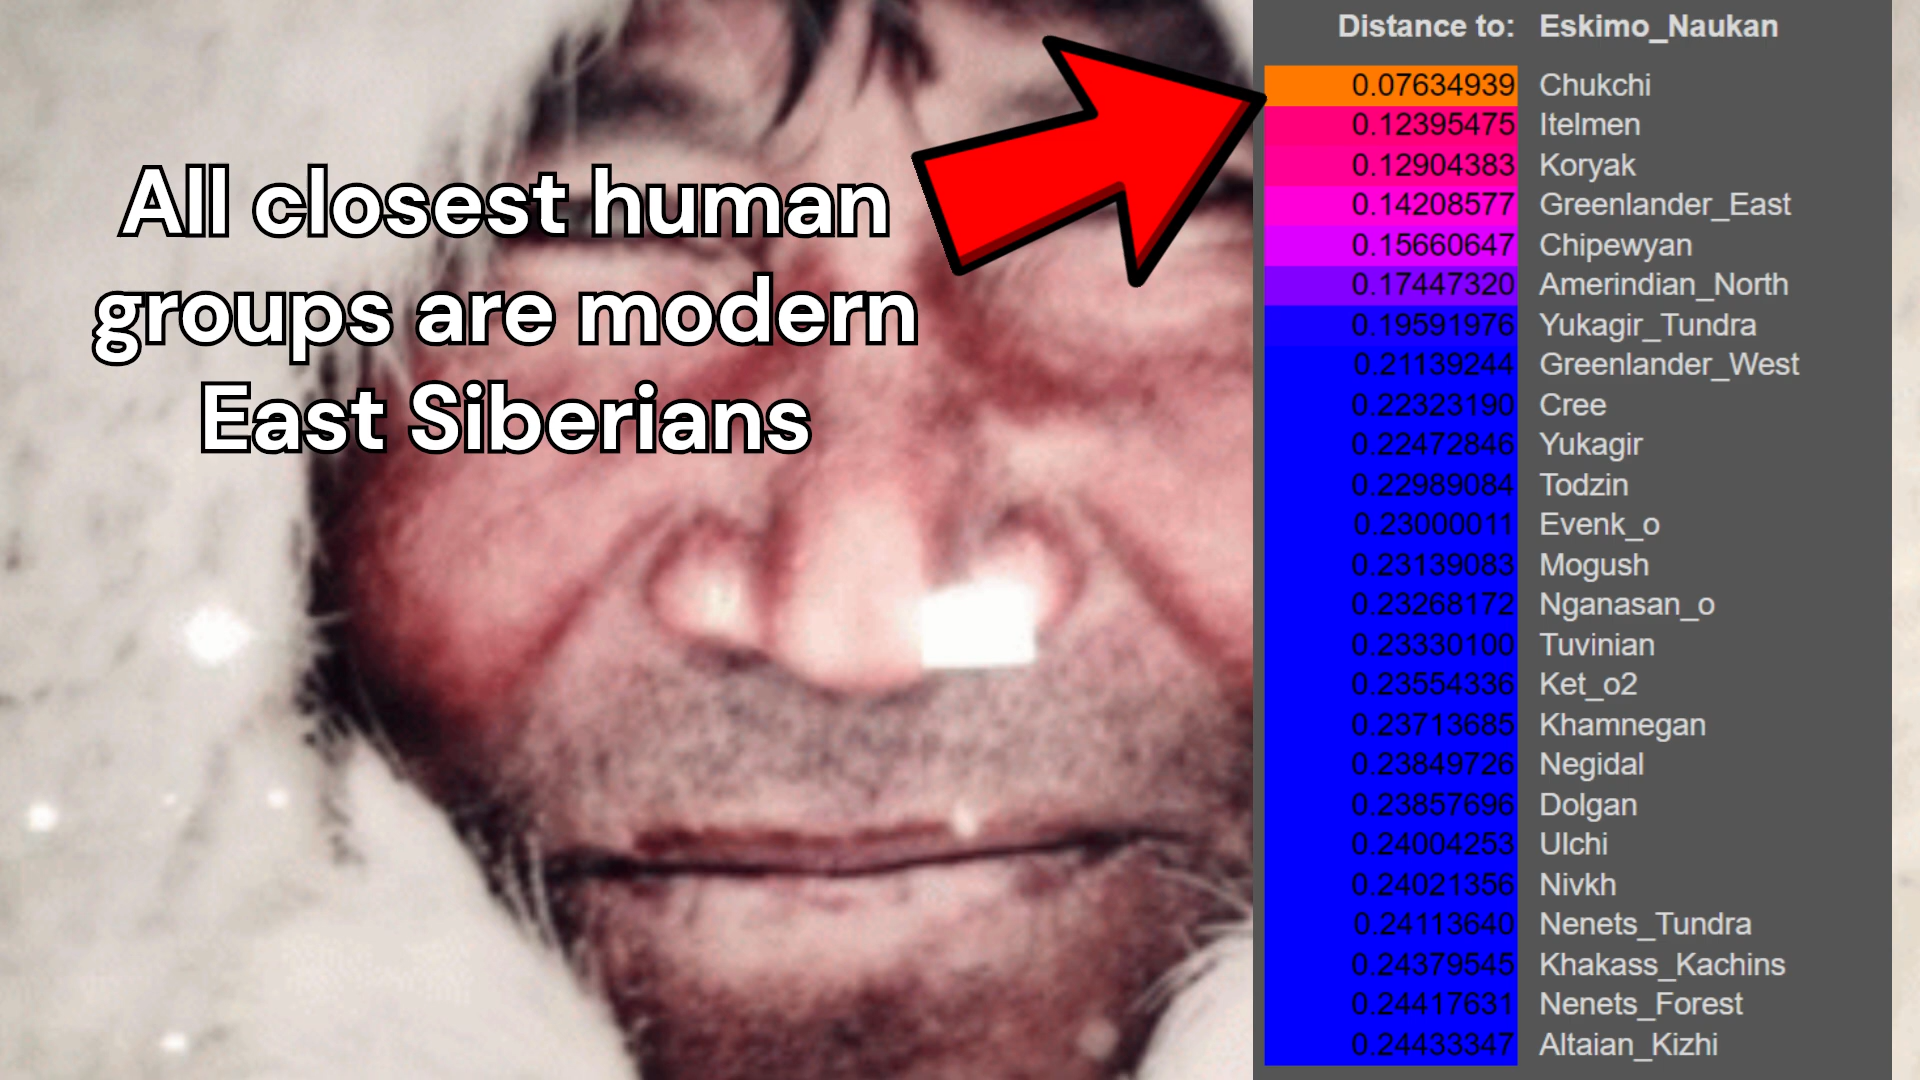 All closest human
groups are modern
East Siberians
Distance to: Eskimo_Naukan
0.07634939 Chukchi
0.12395475 Itelmen
0.12904383 Koryak
0.14208577 Greenlander_East
0.15660647 Chipewyan
0.17447320 Amerindian_North
0.19591976 Yukagir_Tundra
0.21139244 Greenlander_West
0.22323190 Cree
0.22472846 Yukagir
0.22989084 Todzin
0.23000011 Evenk_o
0.23139083 Mogush
0.23268172 Nganasan_o
0.23330100 Tuvinian
0.23554336 Ket_o2
0.23713685 Khamnegan
0.23849726 Negidal
0.23857696 Dolgan
0.24004253 Ulchi
0.24021356 Nivkh
0.24113640 Nenets_Tundra
0.24379545 Khakass_Kachins
0.24417631 Nenets_Forest
0.24433347 Altaian_Kizhi